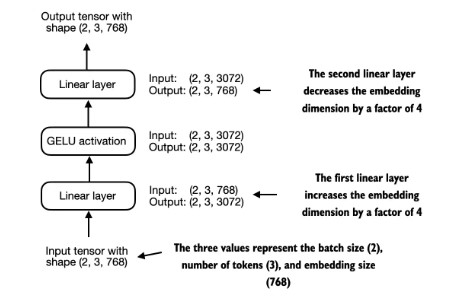 Output tensor with
shape (2, 3, 768)
Linear layer
Input: (2, 3, 3072)
Output: (2, 3, 768)
The second linear layer
decreases the embedding
dimension by a factor of 4
GELU activation
Input: (2, 3, 3072)
Output: (2, 3, 3072)
Linear layer
Input: (2, 3, 768)
Output: (2, 3, 3072)
The first linear layer
increases the embedding
dimension by a factor of 4
Input tensor with
shape (2, 3, 768)
The three values represent the batch size (2),
number of tokens (3), and embedding size
(768)